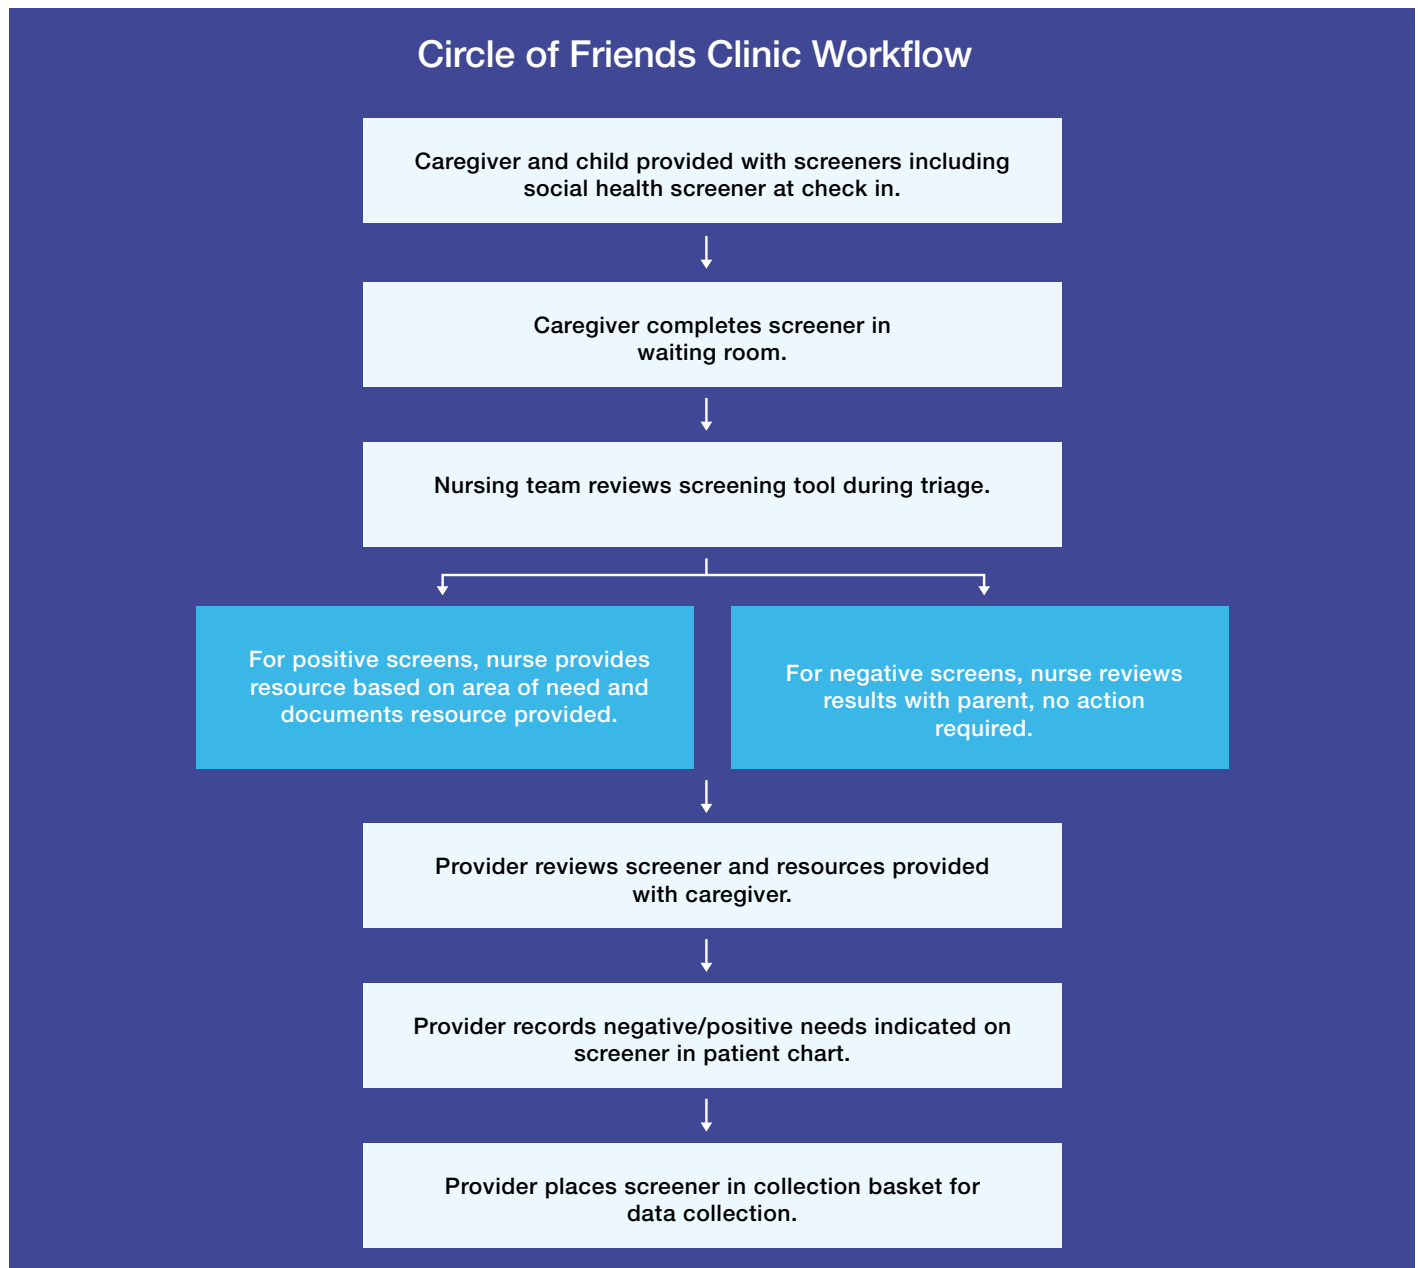 Circle of Friends Clinic Workflow
Caregiver and child provided with screeners including
social health screener at check in.
Caregiver completes screener in
waiting room.
Nursing team reviews screening tool during triage.
For positive screens, nurse provides
resource based on area of need and
documents resource provided.
For negative screens, nurse reviews
results with parent, no action
required.
Provider reviews screener and resources provided
with caregiver.
Provider records negative/positive needs indicated on
screener in patient chart.
Provider places screener in collection basket for
data collection.